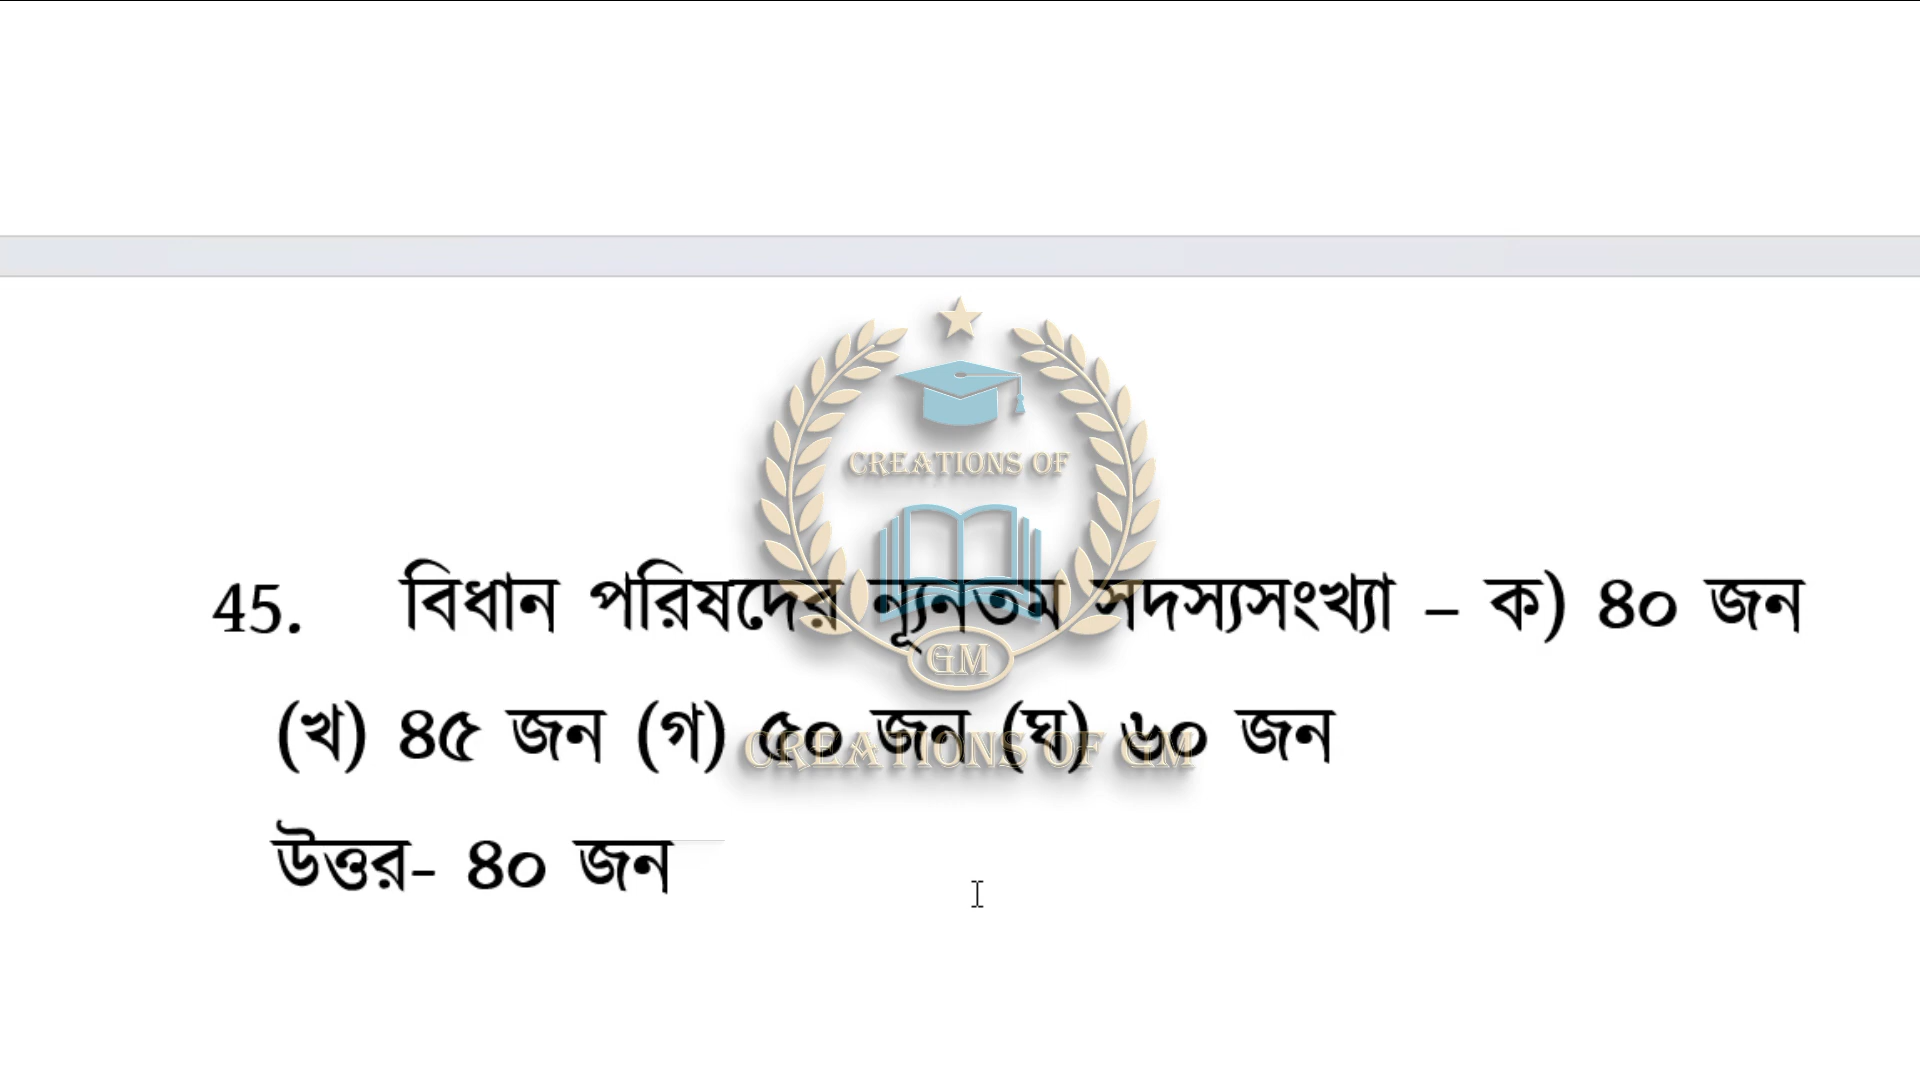 CREATIONS OF
45. বিধান পরিষদের ন্যূনতম সদস্যসংখ্যা – ক) ৪০ জন
GM
(খ) ৪৫ জন (গ) ৫০ জন (ঘ) ৬০ জন
CREATIONS OF GM
উত্তর- ৪০ জন